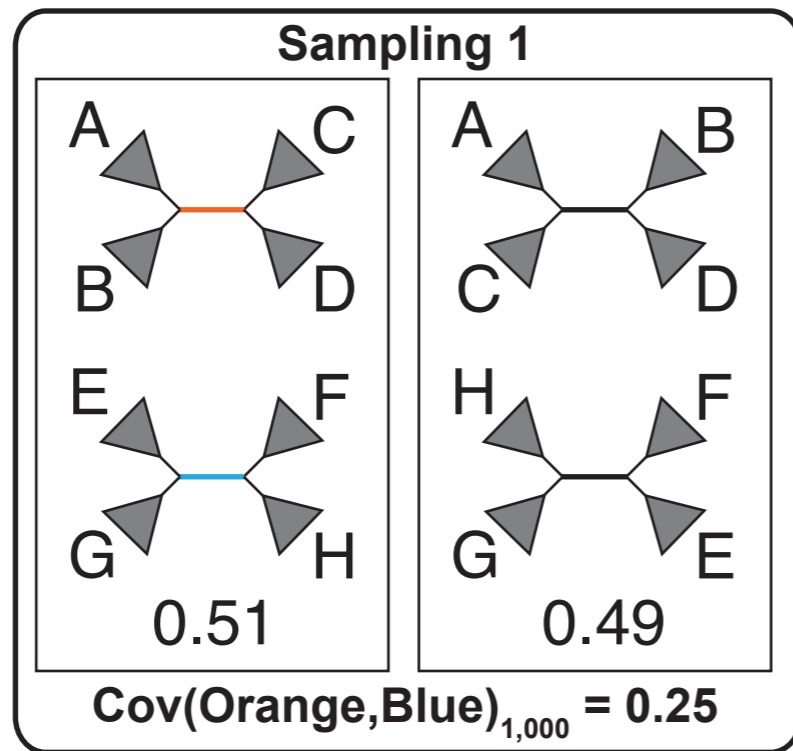 Sampling 1
A C A B
B D C D
E F H F
G H G E
0.51 0.49
Cov(Orange,Blue)1,000 = 0.25